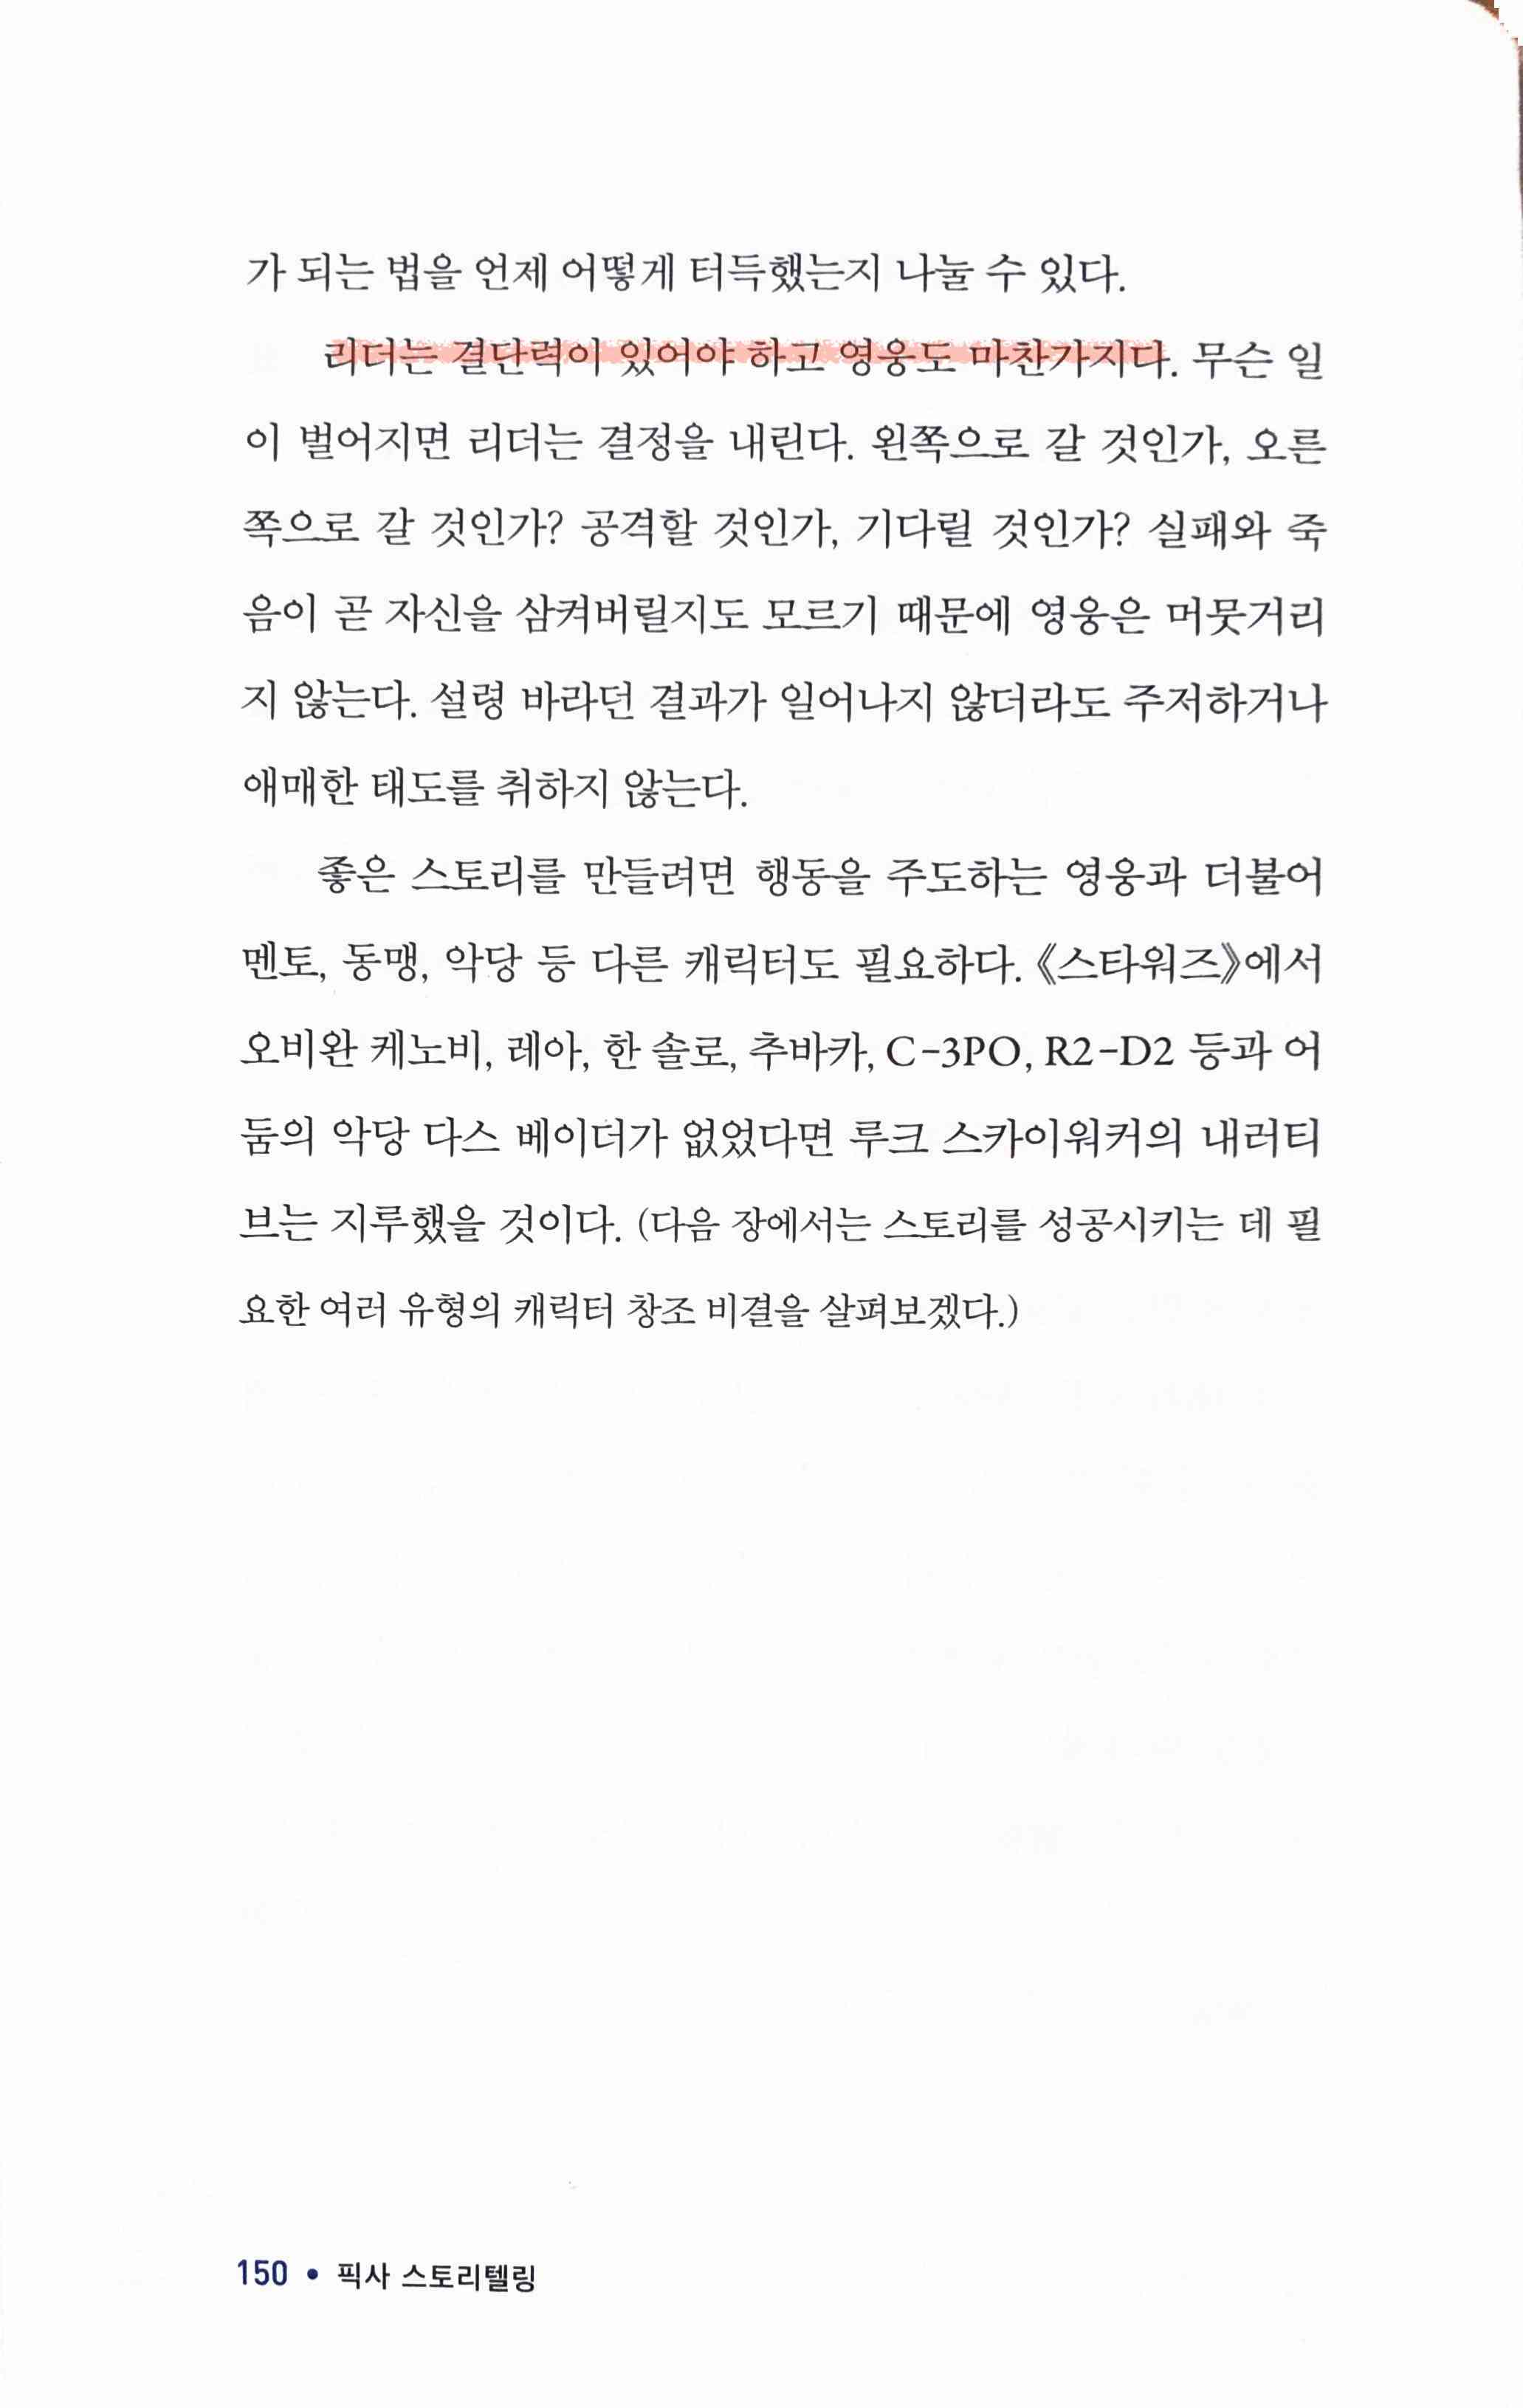 가 되는 법을 언제 어떻게 터득했는지 나눌 수 있다.
리더는 결단력이 있어야 하고 영웅도 마찬가지다. 무슨 일
이 벌어지면 리더는 결정을 내린다. 왼쪽으로 갈 것인가, 오른
쪽으로 갈 것인가? 공격할 것인가, 기다릴 것인가? 실패와 죽
음이 곧 자신을 삼켜버릴지도 모르기 때문에 영웅은 머뭇거리
지 않는다. 설령 바라던 결과가 일어나지 않더라도 주저하거나
애매한 태도를 취하지 않는다.
좋은 스토리를 만들려면 행동을 주도하는 영웅과 더불어
멘토, 동맹, 악당 등 다른 캐릭터도 필요하다. 《스타워즈》에서
오비완 케노비, 레아, 한 솔로, 추바카, C-3PO, R2-D2 등과 어
둠의 악당 다스 베이더가 없었다면 루크 스카이워커의 내러티
브는 지루했을 것이다. (다음 장에서는 스토리를 성공시키는 데 필
요한 여러 유형의 캐릭터 창조 비결을 살펴보겠다.)
150 • 픽사 스토리텔링